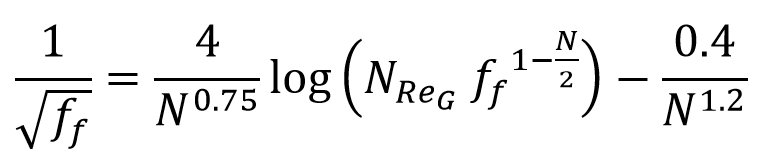 1/√f_f = 4/N^0.75 log (N_Re_G f_f^(1−N/2)) − 0.4/N^1.2